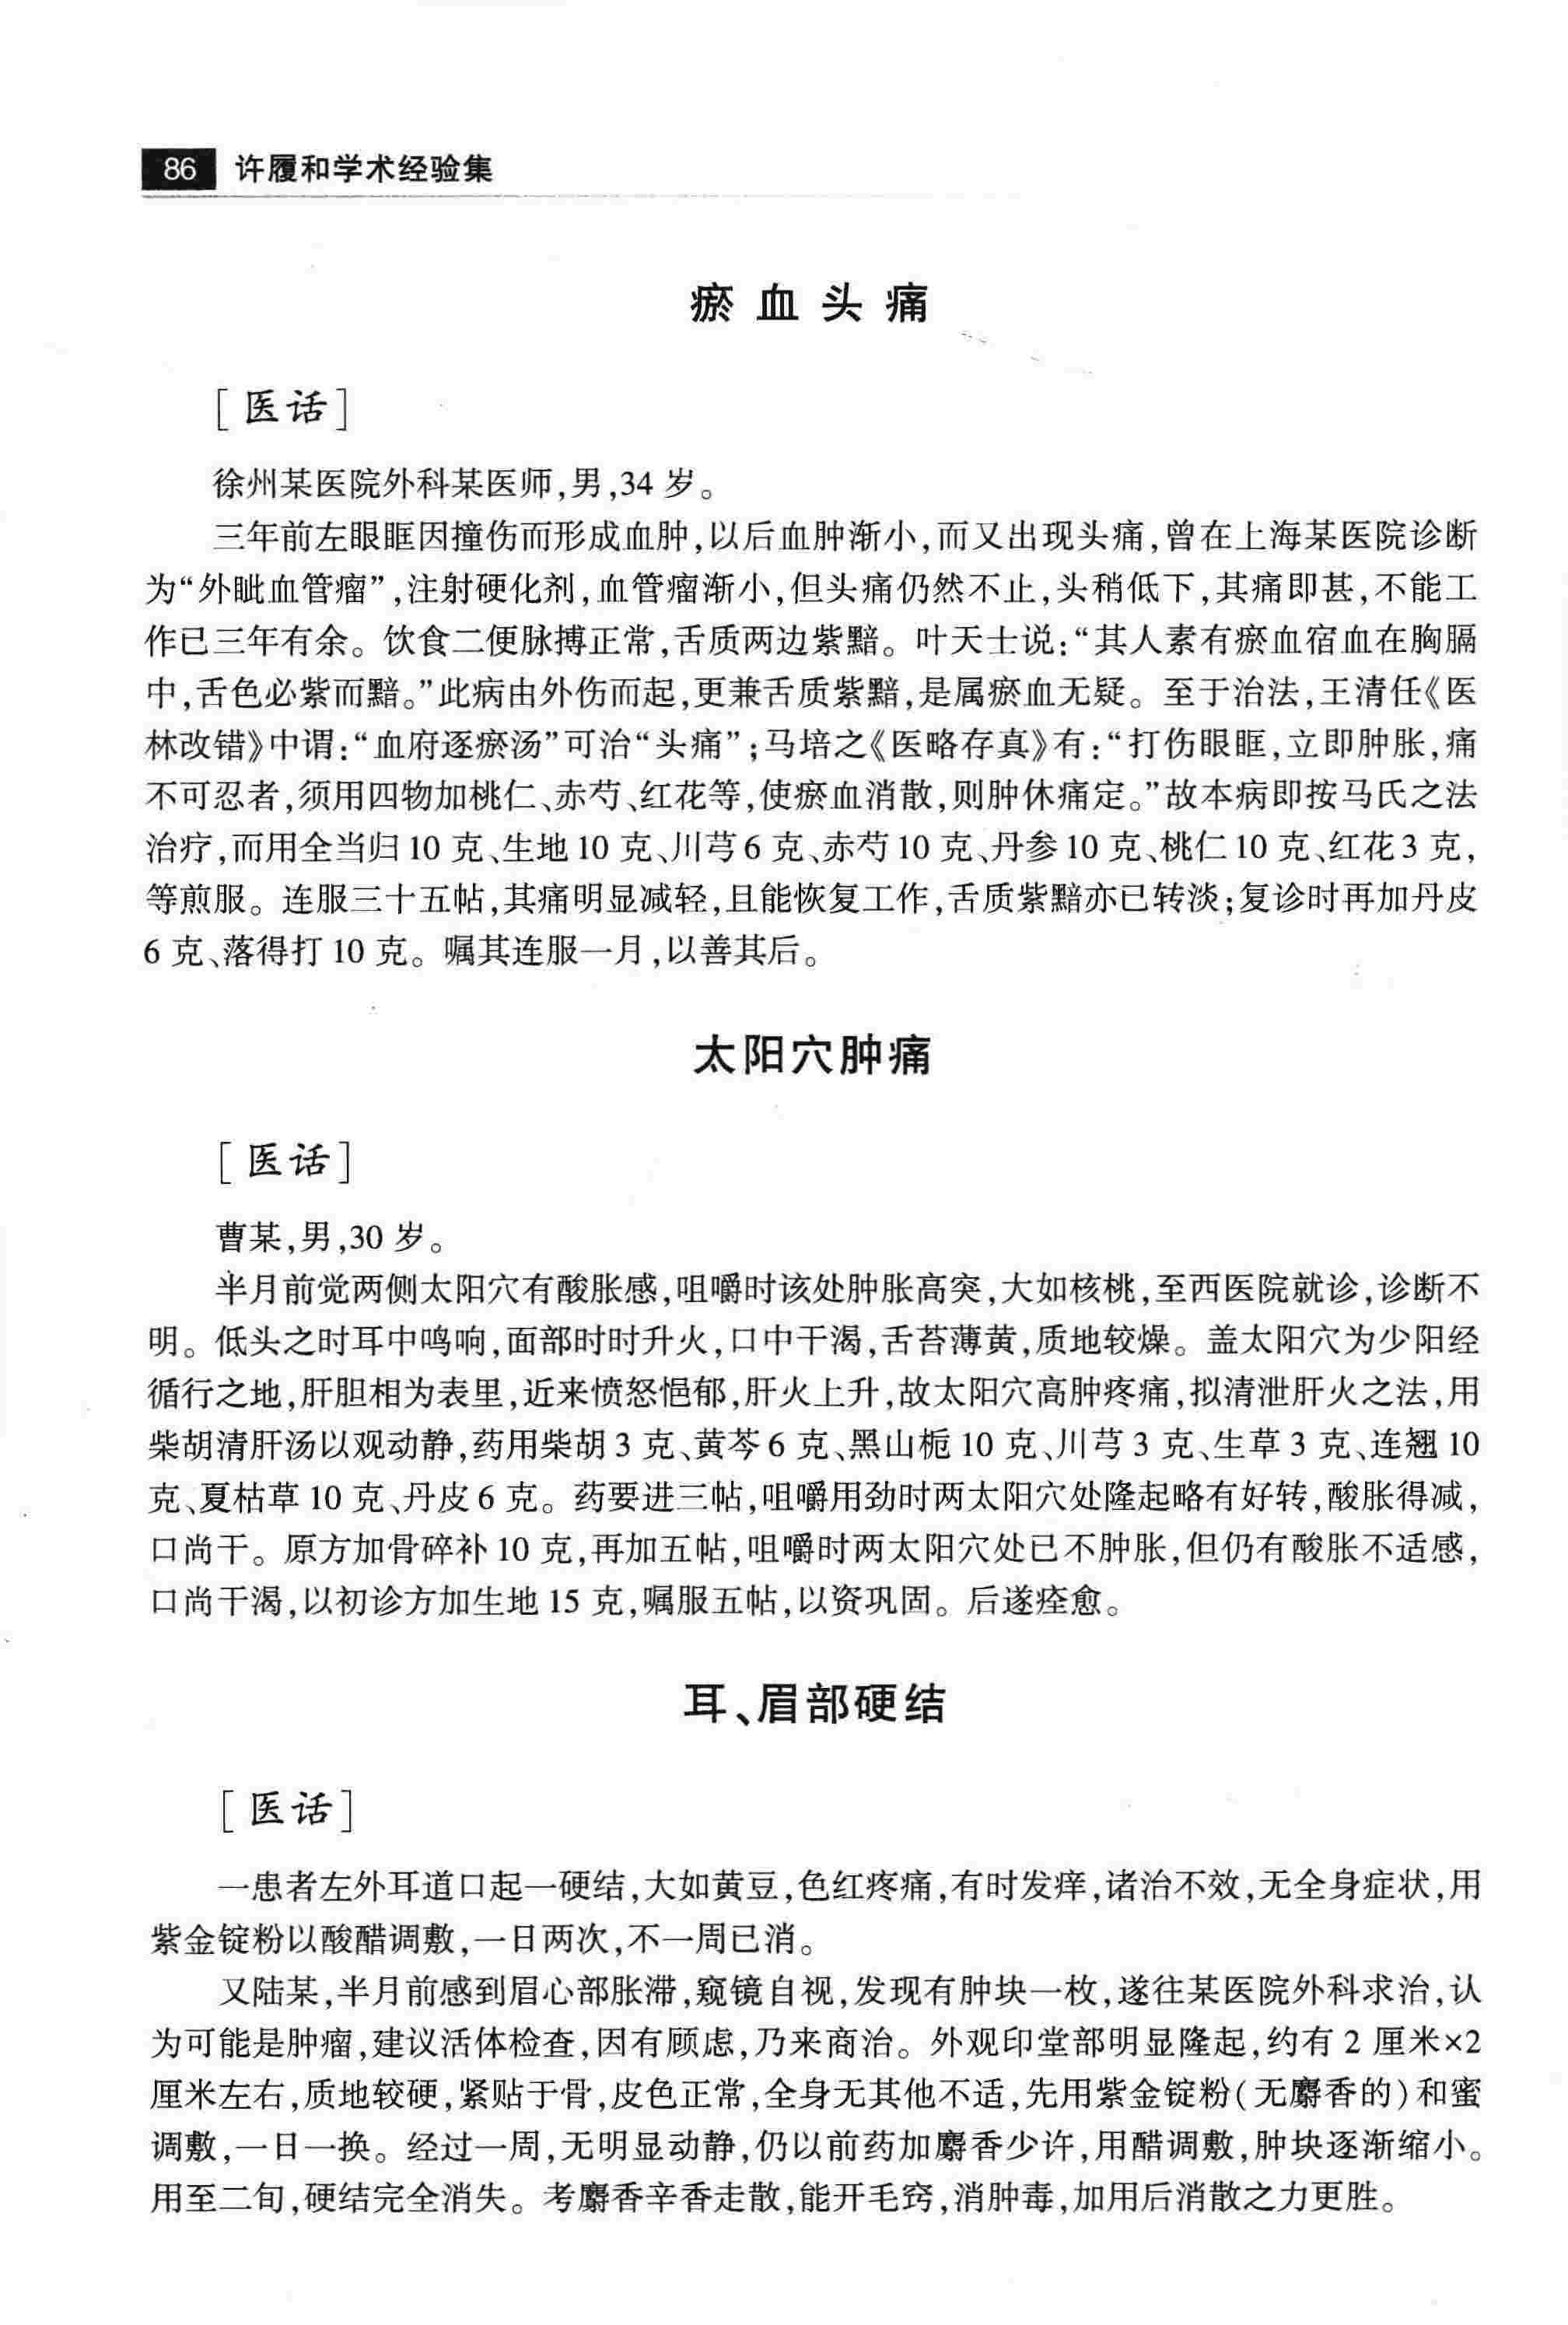 86 许履和学术经验集
瘀血头痛
[医话]
徐州某医院外科某医师,男,34 岁。
三年前左眼眶因撞伤而形成血肿,以后血肿渐小,而又出现头痛,曾在上海某医院诊断
为“外眦血管瘤”,注射硬化剂,血管瘤渐小,但头痛仍然不止,头稍低下,其痛即甚,不能工
作已三年有余。饮食二便脉搏正常,舌质两边紫黯。叶天士说:“其人素有瘀血宿血在胸膈
中,舌色必紫而黯。”此病由外伤而起,更兼舌质紫黯,是属瘀血无疑。至于治法,王清任《医
林改错》中谓:“血府逐瘀汤”可治“头痛”;马培之《医略存真》有:“打伤眼眶,立即肿胀,痛
不可忍者,须用四物加桃仁、赤芍、红花等,使瘀血消散,则肿休痛定。”故本病即按马氏之法
治疗,而用全当归 10 克、生地 10 克、川芎 6 克、赤芍 10 克、丹参 10 克、桃仁 10 克、红花 3 克,
等煎服。连服三十五帖,其痛明显减轻,且能恢复工作,舌质紫黯亦已转淡;复诊时再加丹皮
6 克、落得打 10 克。嘱其连服一月,以善其后。
太阳穴肿痛
[医话]
曹某,男,30 岁。
半月前觉两侧太阳穴有酸胀感,咀嚼时该处肿胀高突,大如核桃,至西医院就诊,诊断不
明。低头之时耳中鸣响,面部时时升火,口中干渴,舌苔薄黄,质地较燥。盖太阳穴为少阳经
循行之地,肝胆相为表里,近来愤怒悒郁,肝火上升,故太阳穴高肿疼痛,拟清泄肝火之法,用
柴胡清肝汤以观动静,药用柴胡 3 克、黄芩 6 克、黑山栀 10 克、川芎 3 克、生草 3 克、连翘 10
克、夏枯草 10 克、丹皮 6 克。药要进三帖,咀嚼用劲时两太阳穴处隆起略有好转,酸胀得减,
口尚干。原方加骨碎补 10 克,再加五帖,咀嚼时两太阳穴处已不肿胀,但仍有酸胀不适感,
口尚干渴,以初诊方加生地 15 克,嘱服五帖,以资巩固。后遂痊愈。
耳、眉部硬结
[医话]
一患者左外耳道口起一硬结,大如黄豆,色红疼痛,有时发痒,诸治不效,无全身症状,用
紫金锭粉以酸醋调敷,一日两次,不一周已消。
又陆某,半月前感到眉心部胀滞,窥镜自视,发现有肿块一枚,遂往某医院外科求治,认
为可能是肿瘤,建议活体检查,因有顾虑,乃来商治。外观印堂部明显隆起,约有 2 厘米×2
厘米左右,质地较硬,紧贴于骨,皮色正常,全身无其他不适,先用紫金锭粉(无麝香的)和蜜
调敷,一日一换。经过一周,无明显动静,仍以前药加麝香少许,用醋调敷,肿块逐渐缩小。
用至二旬,硬结完全消失。考麝香辛香走散,能开毛窍,消肿毒,加用后消散之力更胜。